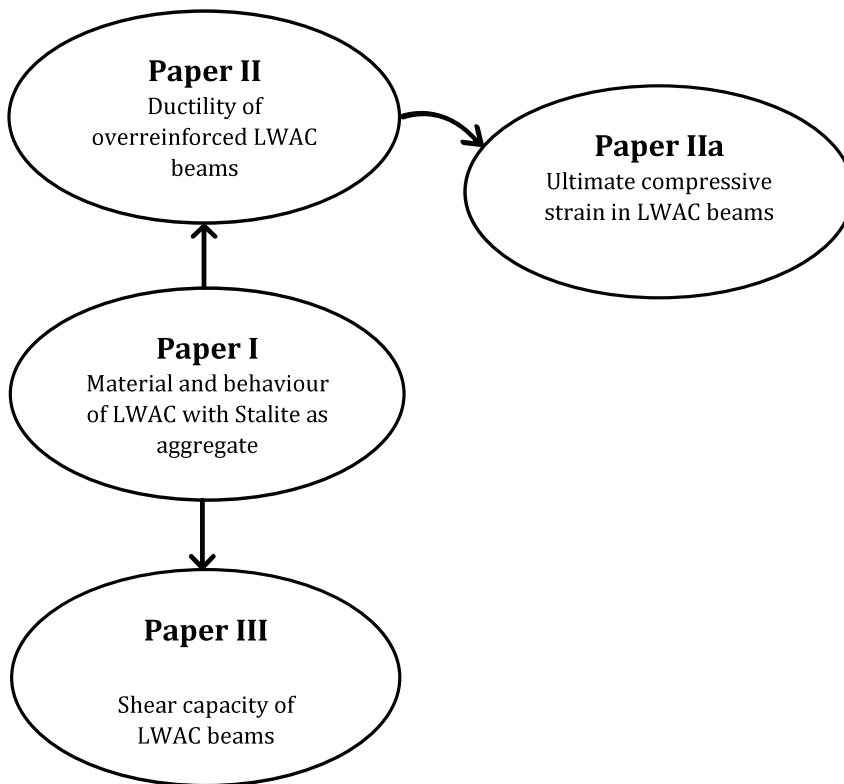 Paper II
Ductility of
overreinforced LWAC
beams
Paper IIa
Ultimate compressive
strain in LWAC beams
Paper I
Material and behaviour
of LWAC with Stalite as
aggregate
Paper III
Shear capacity of
LWAC beams